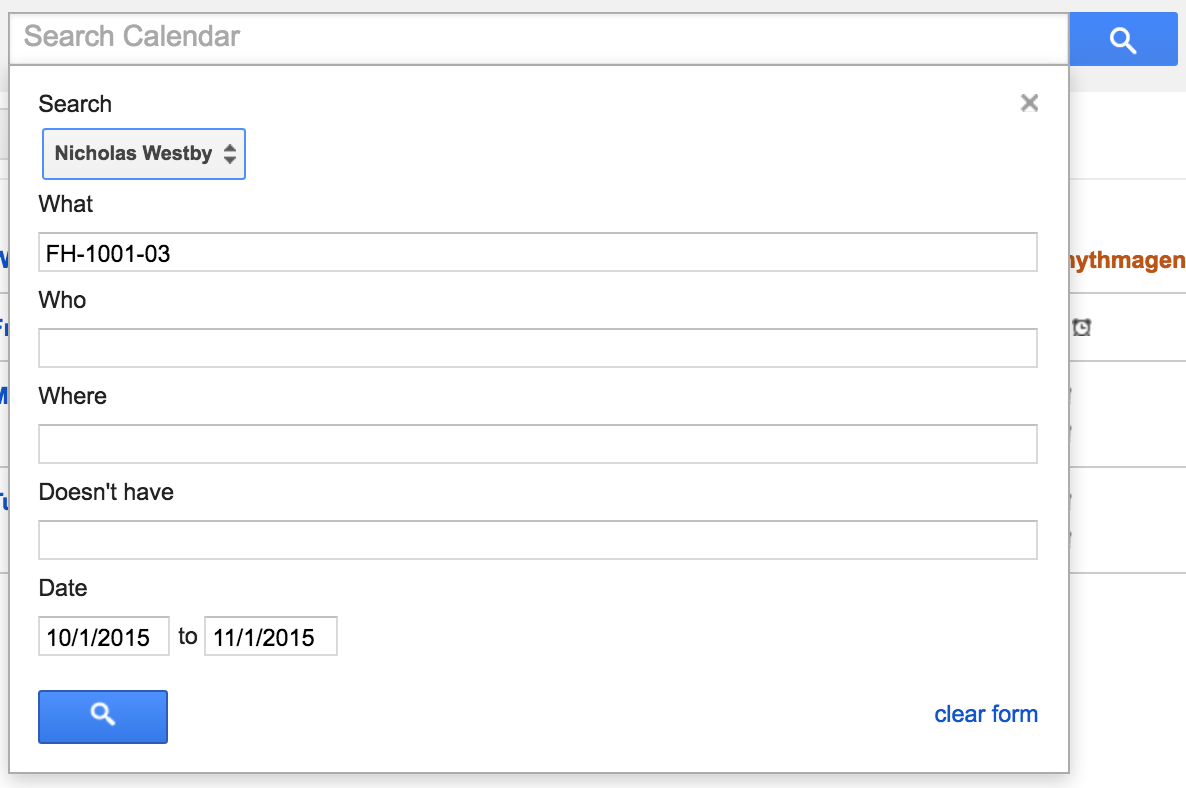 Search Calendar
Search
Nicholas Westby
What
FH-1001-03
Who
Where
Doesn't have
Date
10/1/2015 to 11/1/2015
clear form